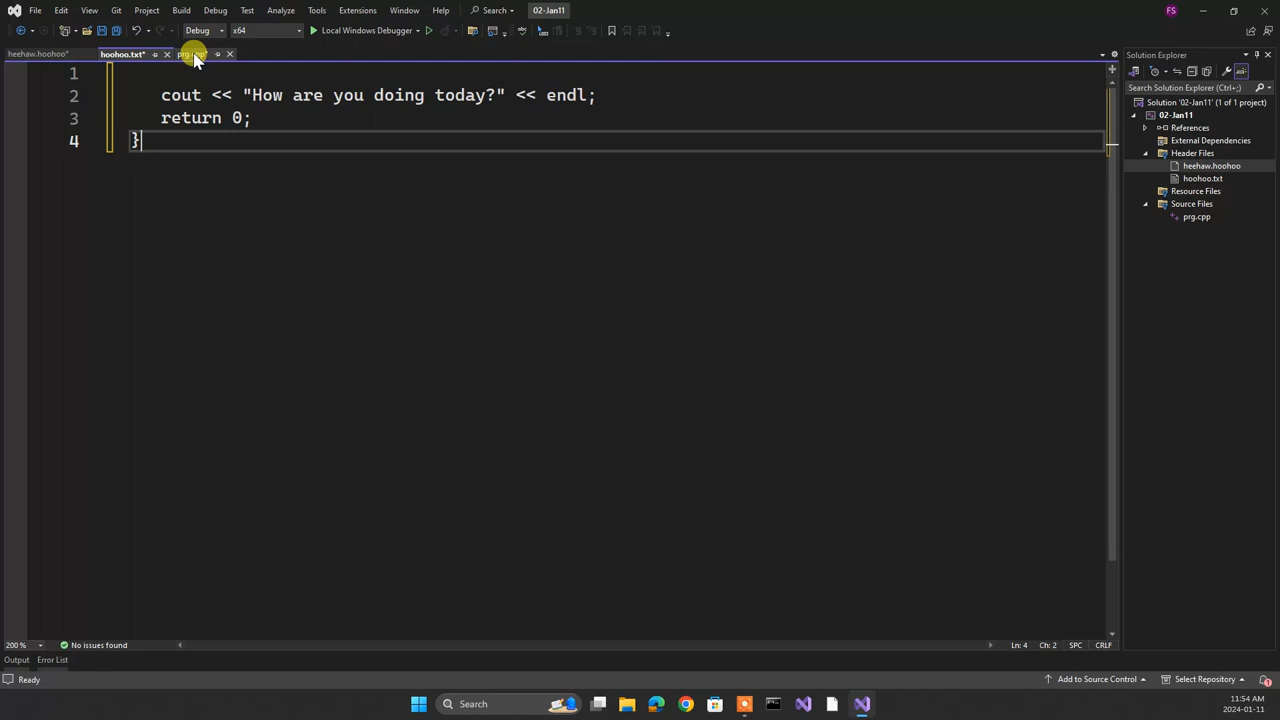 File Edit View Git Project Build Debug Test Analyze Tools Extensions Window Help Search 02-Jan11 FS
Debug x64 Local Windows Debugger
heehaw.hoohoo* hoohoo.txt* prg.cpp*
1
2 cout << "How are you doing today?" << endl;
3 return 0;
4 }
Solution Explorer
Search Solution Explorer (Ctrl+;)
Solution '02-Jan11' (1 of 1 project)
02-Jan11
References
External Dependencies
Header Files
heehaw.hoohoo
hoohoo.txt
Resource Files
Source Files
prg.cpp
200 % No issues found Ln: 4 Ch: 2 SPC CRLF
Output Error List
Ready Add to Source Control Select Repository
Search
11:54 AM
2024-01-11